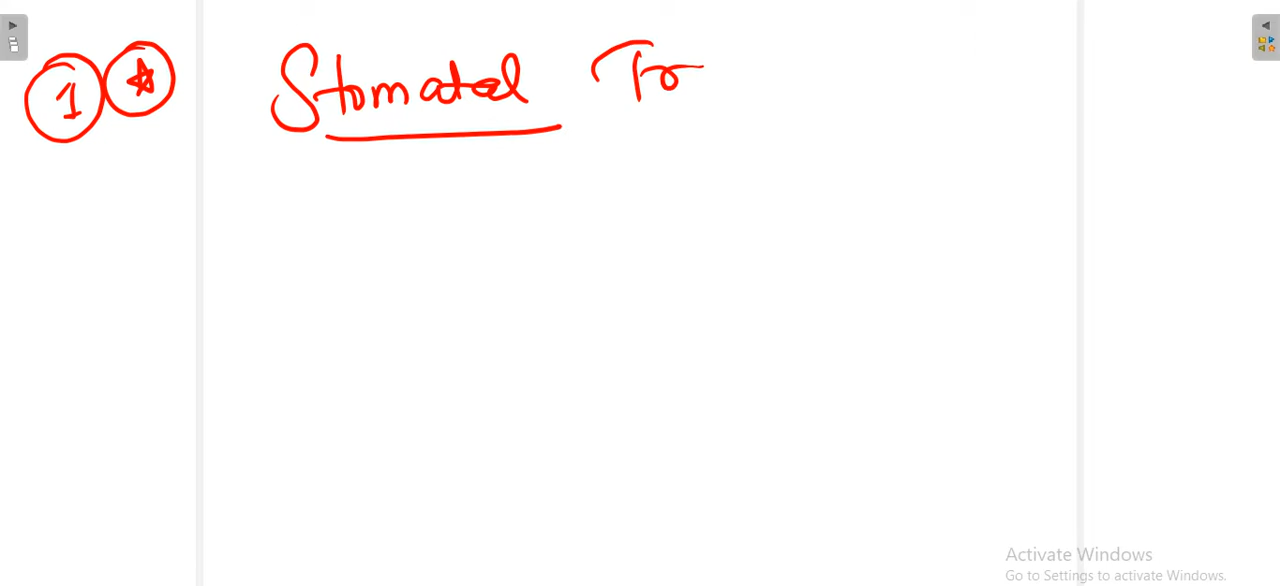 1 ☆ Stomatal Tr
Activate Windows
Go to Settings to activate Windows.